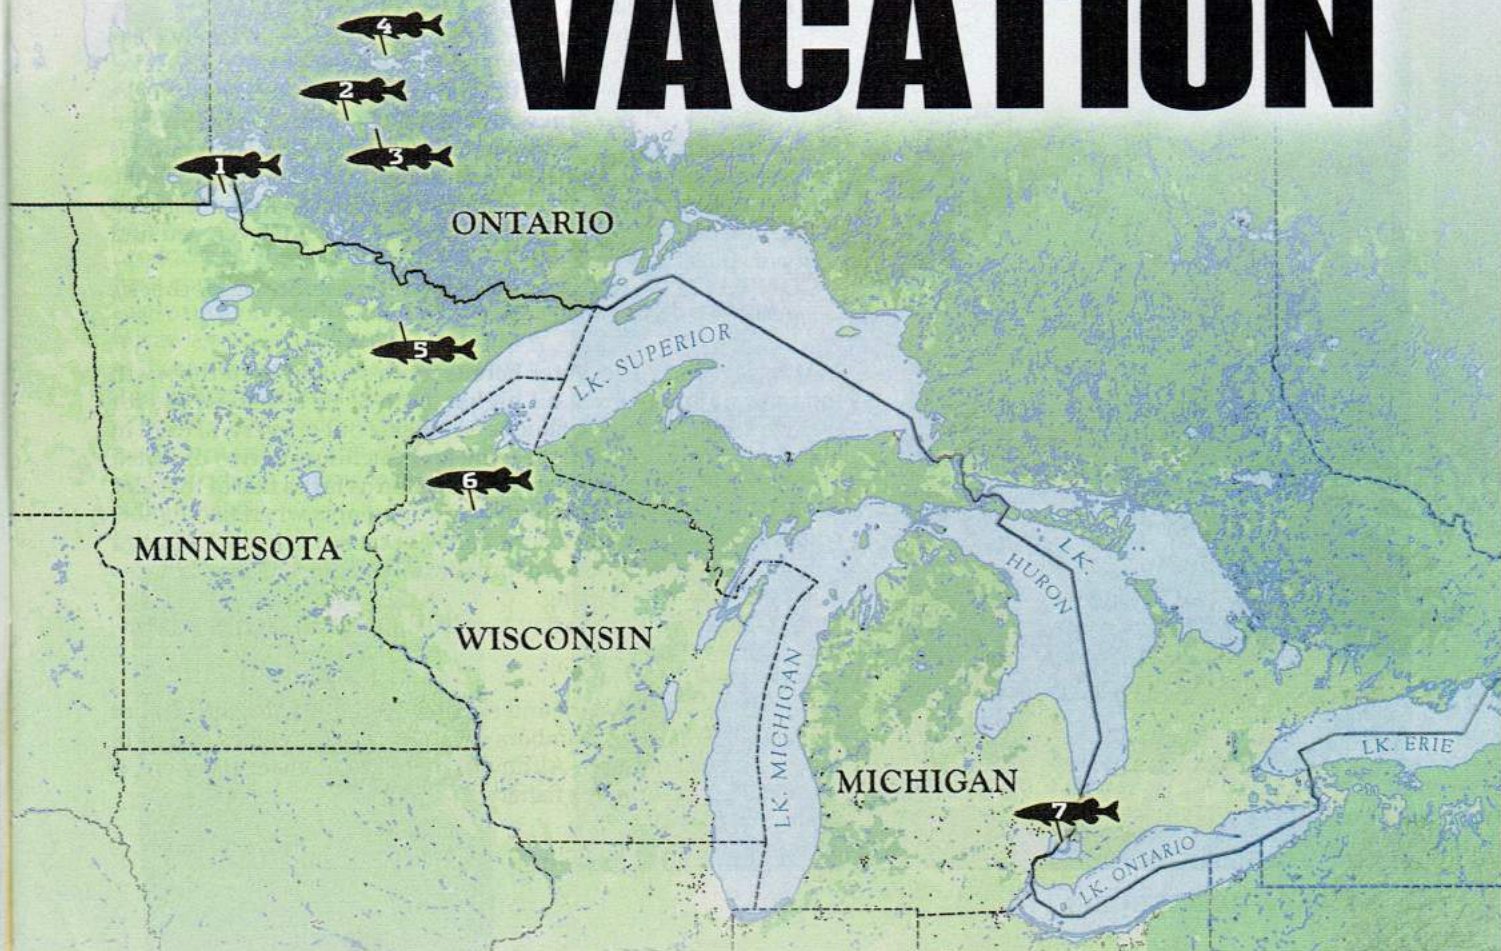 VACATION
4
2
1
3
ONTARIO
LK. SUPERIOR
5
6
MINNESOTA
LK.
HURON
WISCONSIN
LK. MICHIGAN
LK. ERIE
MICHIGAN
7
LK. ONTARIO